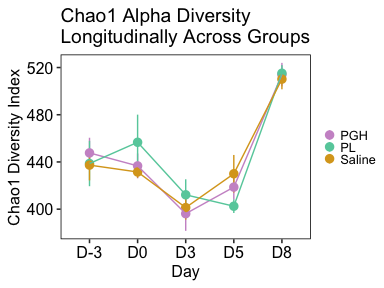 Chao1 Alpha Diversity
Longitudinally Across Groups
Chao1 Diversity Index
520
480
440
400
D-3 D0 D3 D5 D8
Day
PGH
PL
Saline